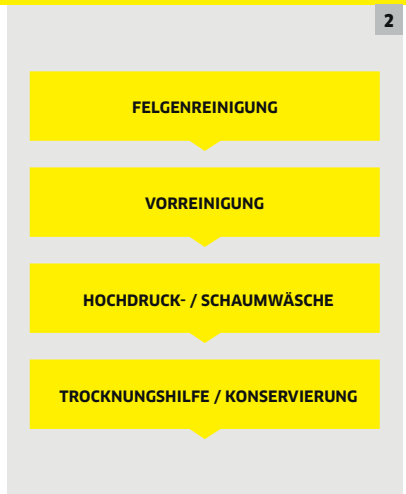 2
FELGENREINIGUNG
VORREINIGUNG
HOCHDRUCK- / SCHAUMWÄSCHE
TROCKNUNGSHILFE / KONSERVIERUNG